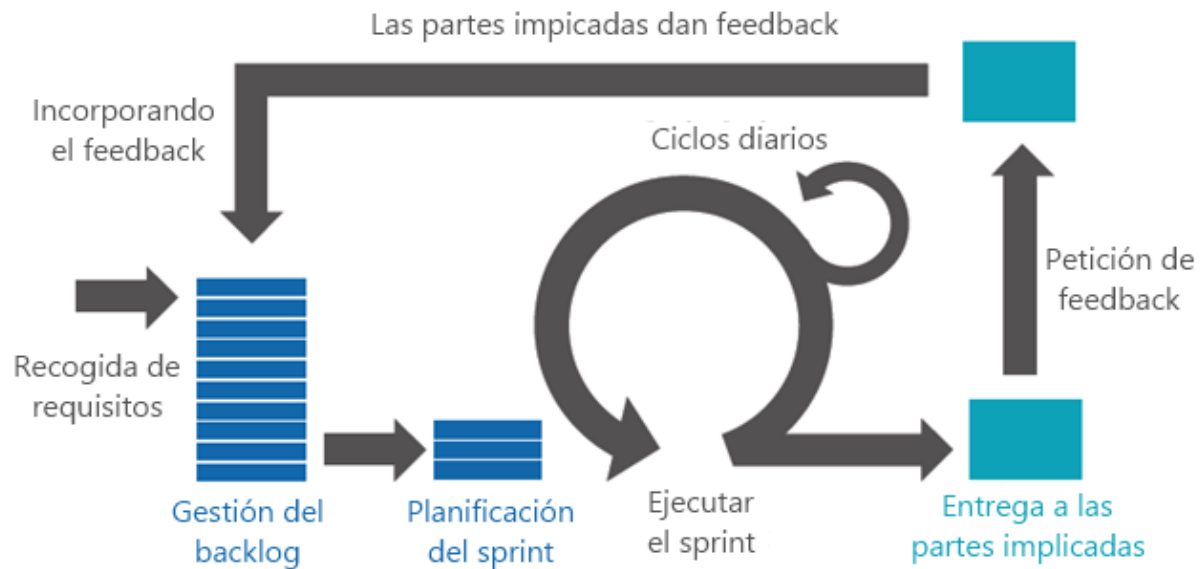 Las partes impicadas dan feedback
Incorporando
el feedback
Ciclos diarios
Petición de
feedback
Recogida de
requisitos
Gestión del
backlog
Planificación
del sprint
Ejecutar
el sprint
Entrega a las
partes implicadas